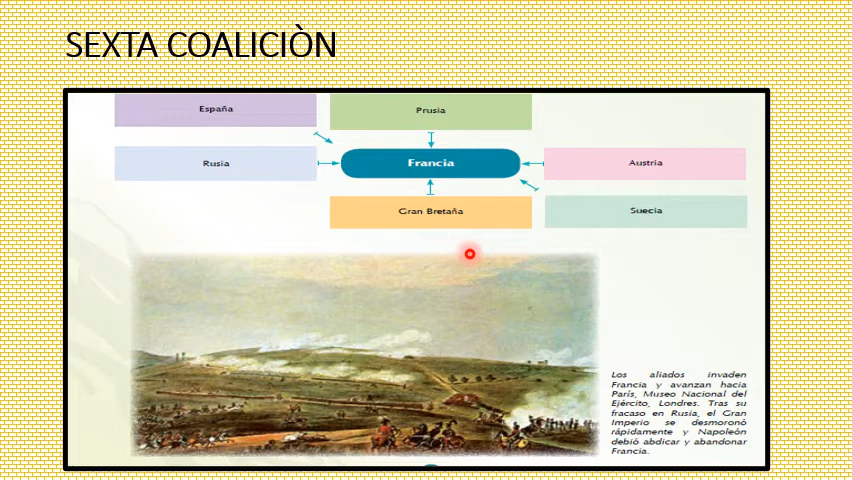 SEXTA COALICIÒN
España
Prusia
Rusia
Francia
Austria
Gran Bretaña
Suecia
Los aliados invaden
Francia y avanzan hacia
París, Museo Nacional del
Ejército, Londres. Tras su
fracaso en Rusia, el Gran
Imperio se desmoronó
rápidamente y Napoleón
debió abdicar y abandonar
Francia.